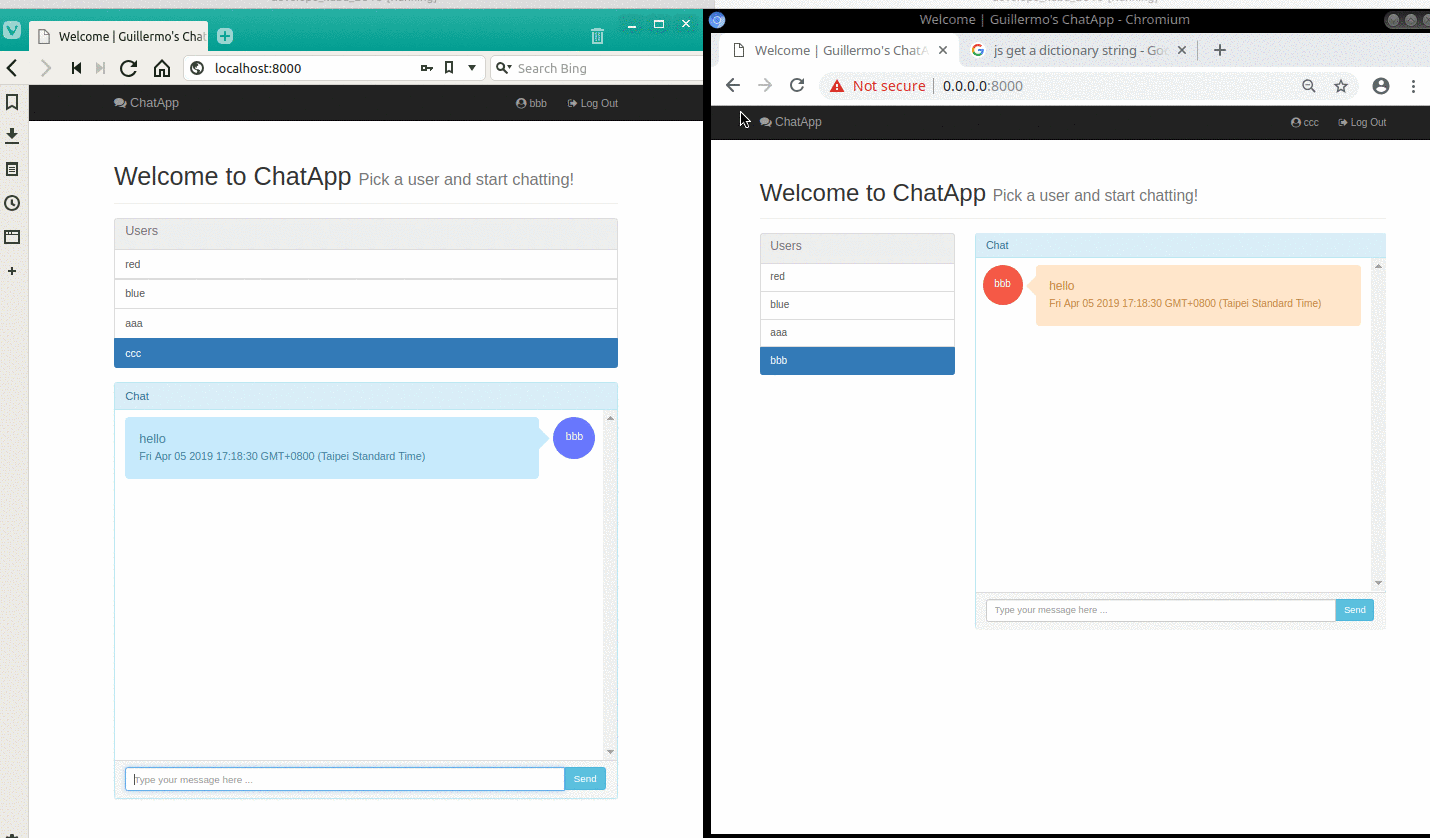 Welcome | Guillermo's Chat
localhost:8000
Search Bing
ChatApp
bbb
Log Out
Welcome to ChatApp Pick a user and start chatting!
Users
red
blue
aaa
ccc
Chat
hello
Fri Apr 05 2019 17:18:30 GMT+0800 (Taipei Standard Time)
bbb
Type your message here ...
Send
Welcome | Guillermo's ChatApp - Chromium
Welcome | Guillermo's ChatA
js get a dictionary string - Goo
Not secure
0.0.0.0:8000
ChatApp
ccc
Log Out
Welcome to ChatApp Pick a user and start chatting!
Users
red
blue
aaa
bbb
Chat
bbb
hello
Fri Apr 05 2019 17:18:30 GMT+0800 (Taipei Standard Time)
Type your message here ...
Send